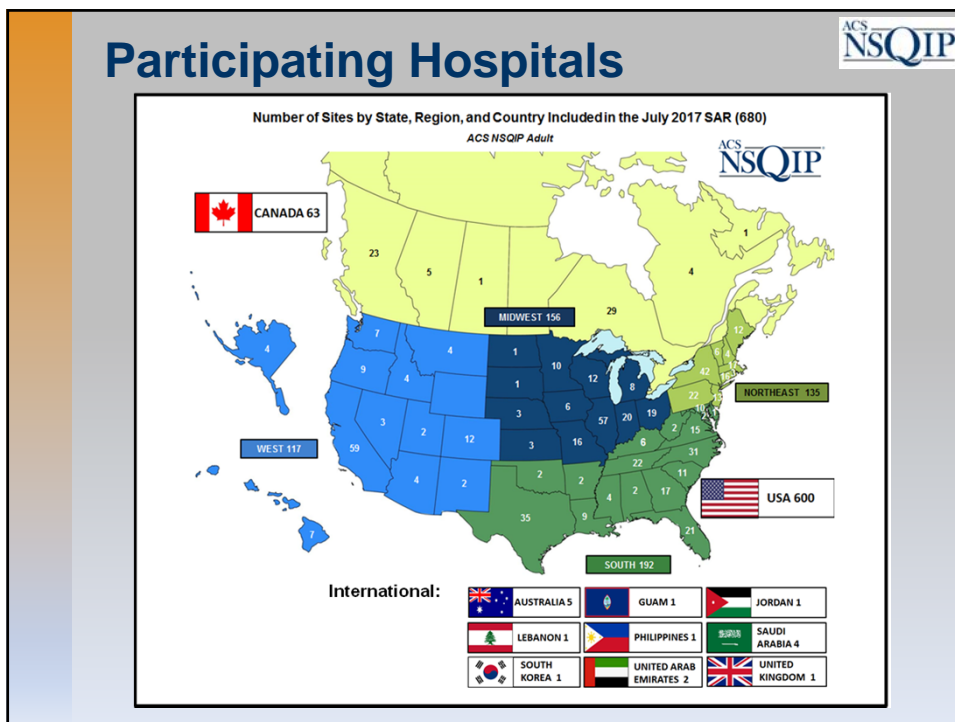 Participating Hospitals
ACS
NSQIP
Number of Sites by State, Region, and Country Included in the July 2017 SAR (680)
ACS NSQIP Adult
ACS
NSQIP®
CANADA 63
1
23
5
1
4
29
MIDWEST 156
12
7
4
1
6
4
4
10
12
42
9
4
1
8
22
NORTHEAST 135
3
6
57
20
19
3
2
12
2
15
WEST 117
59
3
16
6
31
4
2
2
2
22
11
USA 600
35
9
4
2
17
7
21
SOUTH 192
International:
AUSTRALIA 5
GUAM 1
JORDAN 1
LEBANON 1
PHILIPPINES 1
SAUDI
ARABIA 4
SOUTH
KOREA 1
UNITED ARAB
EMIRATES 2
UNITED
KINGDOM 1